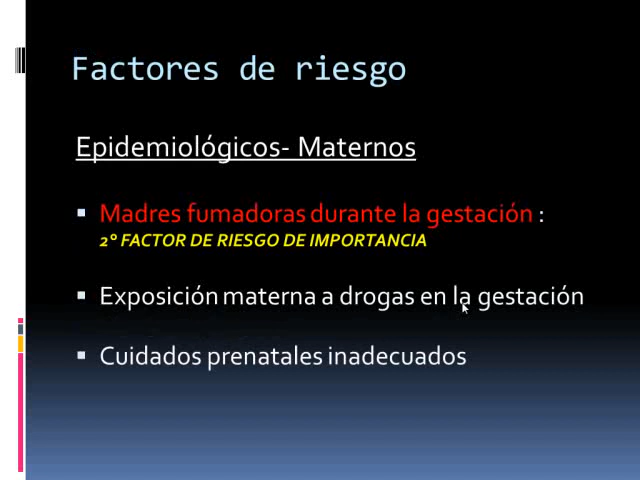 Factores de riesgo
Epidemiológicos- Maternos
Madres fumadoras durante la gestación :
2° FACTOR DE RIESGO DE IMPORTANCIA
Exposición materna a drogas en la gestación
Cuidados prenatales inadecuados